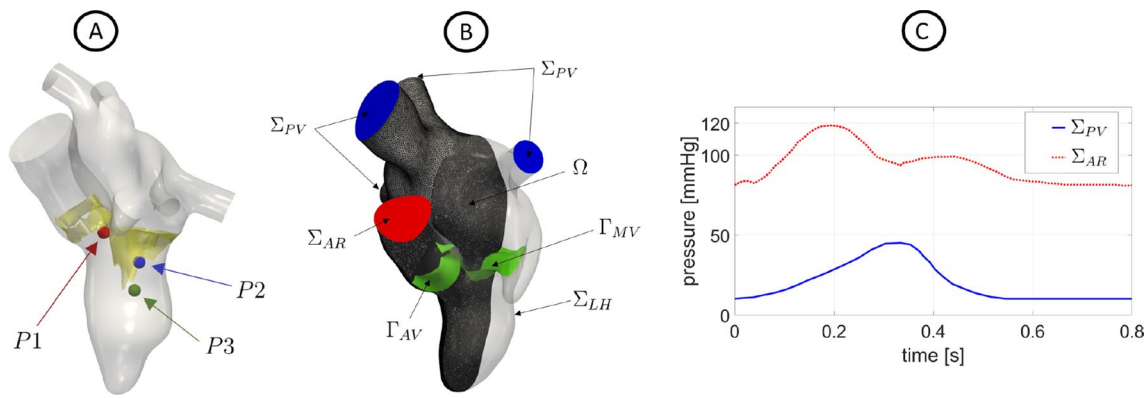 A
B
C
P1
P2
P3
Σ_PV
Σ_PV
Ω
Σ_AR
Γ_MV
Σ_LH
Γ_AV
120
100
50
0
pressure [mmHg]
0 0.2 0.4 0.6 0.8
time [s]
Σ_PV
Σ_AR